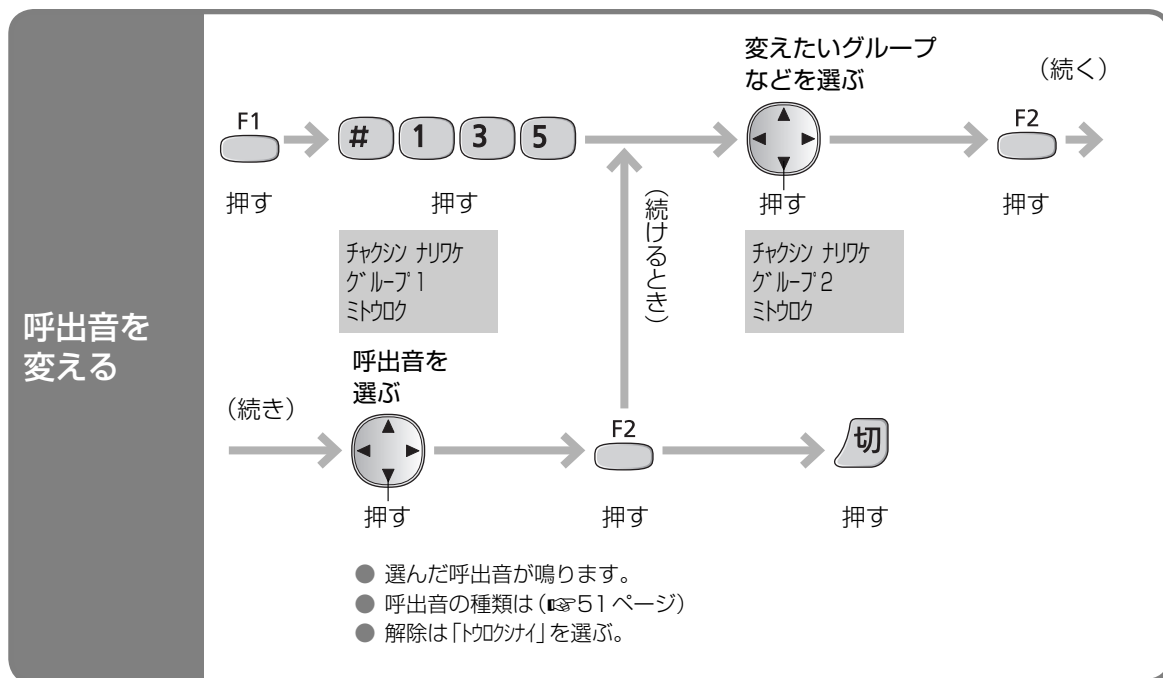 呼出音を
変える
変えたいグループ
などを選ぶ
（続く）
F1
# 1 3 5
F2
押す
押す
押す
押す
（続けるとき）
ﾁｬｸｼﾝ ﾅﾘﾜｹ
ｸﾞﾙｰﾌﾟ1
ﾐﾄｳﾛｸ
ﾁｬｸｼﾝ ﾅﾘﾜｹ
ｸﾞﾙｰﾌﾟ2
ﾐﾄｳﾛｸ
（続き）
呼出音を
選ぶ
F2
切
押す
押す
押す
● 選んだ呼出音が鳴ります。
● 呼出音の種類は（☞51ページ）
● 解除は「ﾄｳﾛｸｼﾅｲ」を選ぶ。